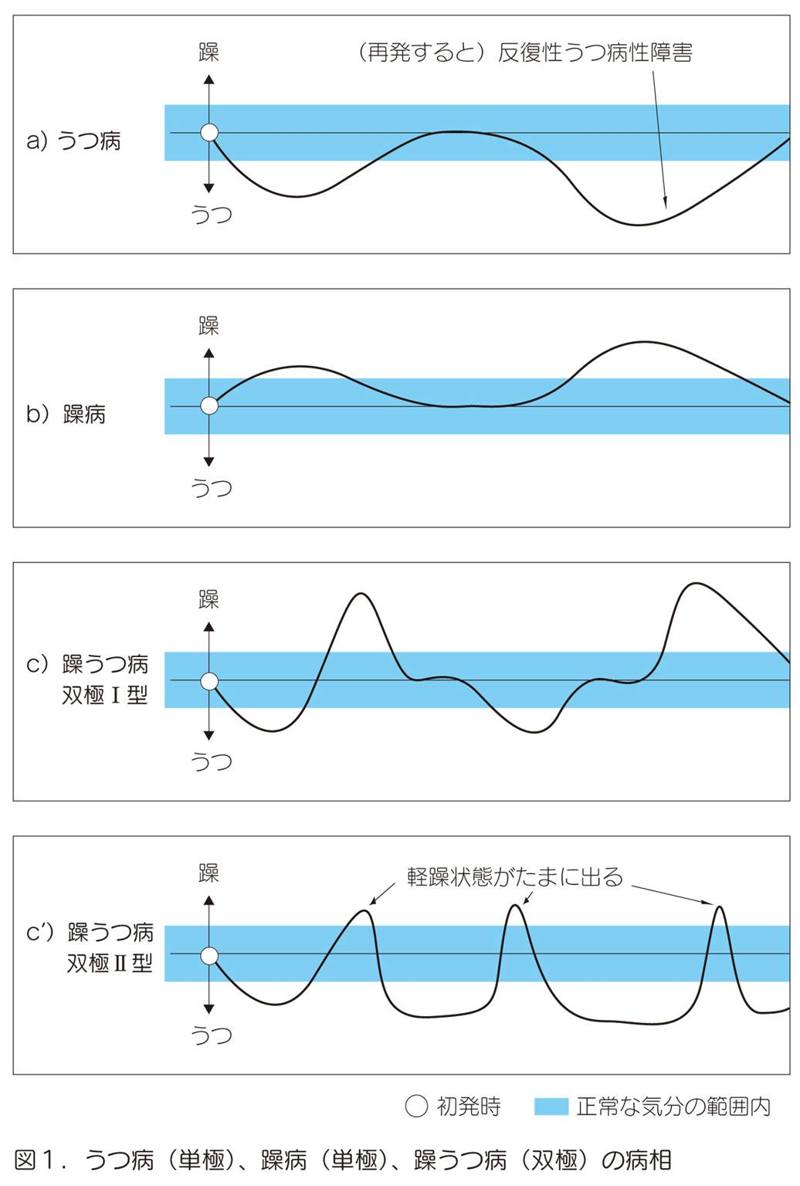 躁
(再発すると) 反復性うつ病性障害
a) うつ病
うつ
躁
b) 躁病
うつ
躁
c) 躁うつ病
双極Ⅰ型
うつ
躁
軽躁状態がたまに出る
c′) 躁うつ病
双極Ⅱ型
うつ
初発時 正常な気分の範囲内
図1. うつ病(単極)、躁病(単極)、躁うつ病(双極)の病相